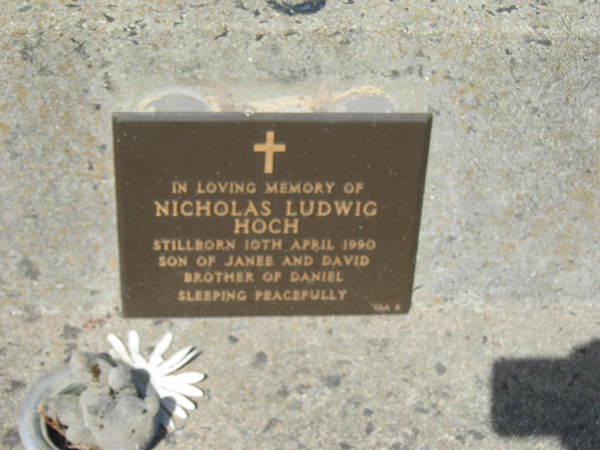 IN LOVING MEMORY OF
NICHOLAS LUDWIG
HOCH
STILLBORN 10TH APRIL 1990
SON OF JANEE AND DAVID
BROTHER OF DANIEL
SLEEPING PEACEFULLY